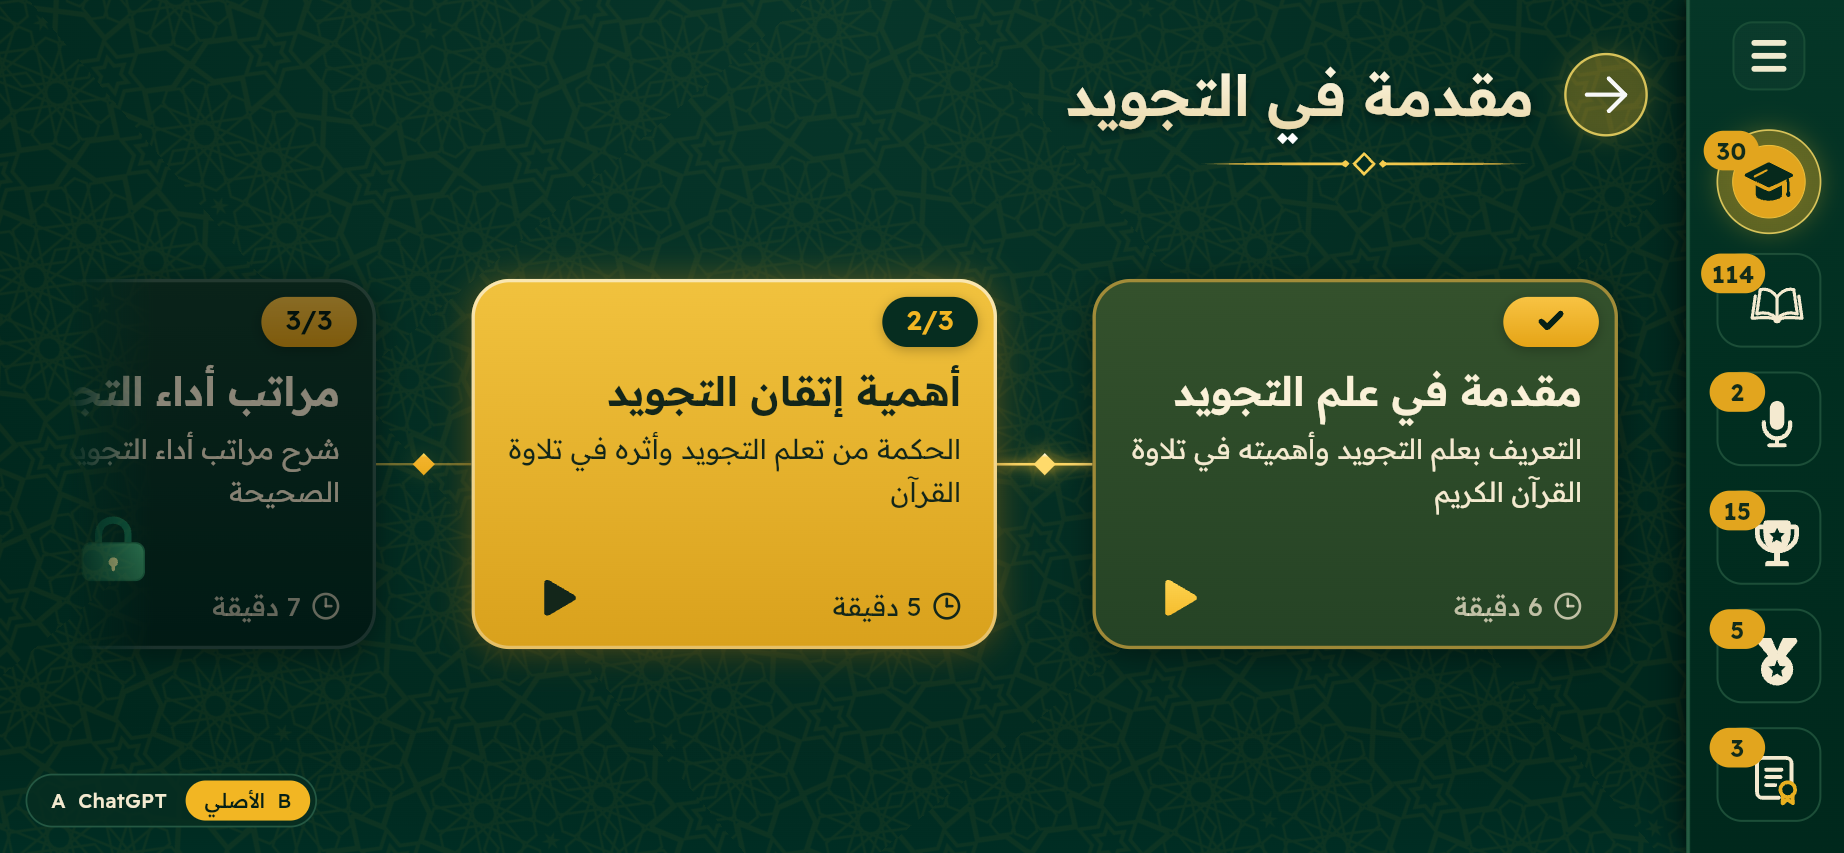 مقدمة في التجويد
30
114
2
15
5
3
مقدمة في علم التجويد
التعريف بعلم التجويد وأهميته في تلاوة
القرآن الكريم
6 دقيقة
2/3
أهمية إتقان التجويد
الحكمة من تعلم التجويد وأثره في تلاوة
القرآن
5 دقيقة
3/3
مراتب أداء
شرح مراتب أداء
الصحيحة
7 دقيقة
A ChatGPT
B الأصلي